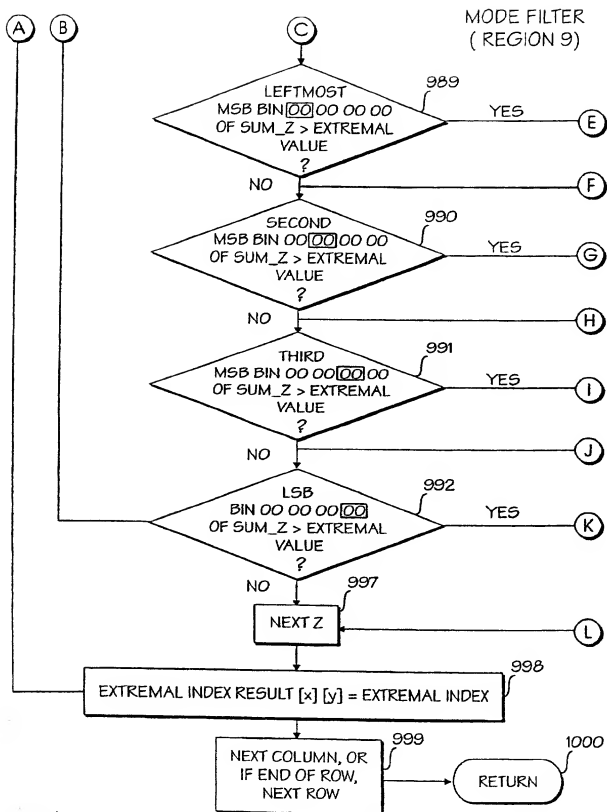 A
B
C
MODE FILTER
( REGION 9)
989
LEFTMOST
MSB BIN 00 00 00 00
OF SUM_Z > EXTREMAL
VALUE
?
YES
E
NO
F
990
SECOND
MSB BIN 00 00 00 00
OF SUM_Z > EXTREMAL
VALUE
?
YES
G
NO
H
991
THIRD
MSB BIN 00 00 00 00
OF SUM_Z > EXTREMAL
VALUE
?
YES
I
NO
J
992
LSB
BIN 00 00 00 00
OF SUM_Z > EXTREMAL
VALUE
?
YES
K
NO
997
NEXT Z
L
998
EXTREMAL INDEX RESULT [x] [y] = EXTREMAL INDEX
999
NEXT COLUMN, OR
IF END OF ROW,
NEXT ROW
1000
RETURN